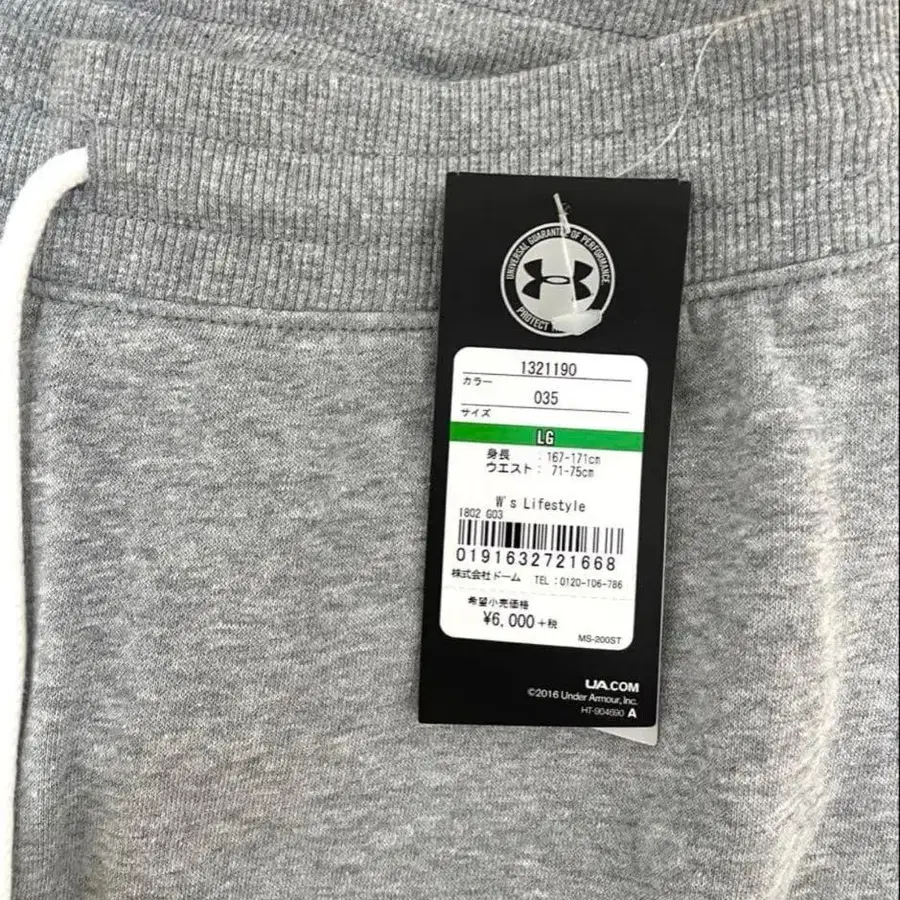 UNIVERSAL GUARANTEE OF PERFORMANCE
PROTECT
1321190
カラー
035
サイズ
LG
身長 : 167-171cm
ウエスト : 71-75cm
W's Lifestyle
1802 G03
0191632721668
株式会社ドーム TEL:0120-106-786
希望小売価格
¥6,000+税
MS-200ST
UA.COM
©2016 Under Armour, Inc.
HT-904690 A